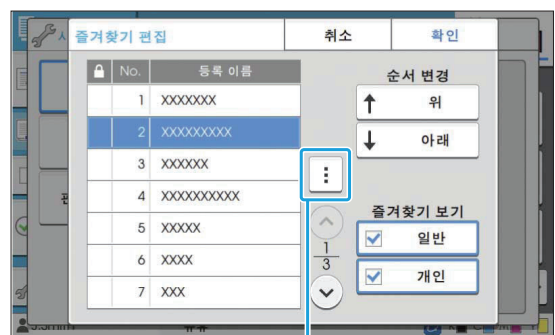 즐겨찾기 편집
취소
확인
No. 등록 이름
1 XXXXXXX
2 XXXXXXXXX
3 XXXXXX
4 XXXXXXXXXX
5 XXXXX
6 XXXX
7 XXX
1
3
순서 변경
위
아래
즐겨찾기 보기
일반
개인